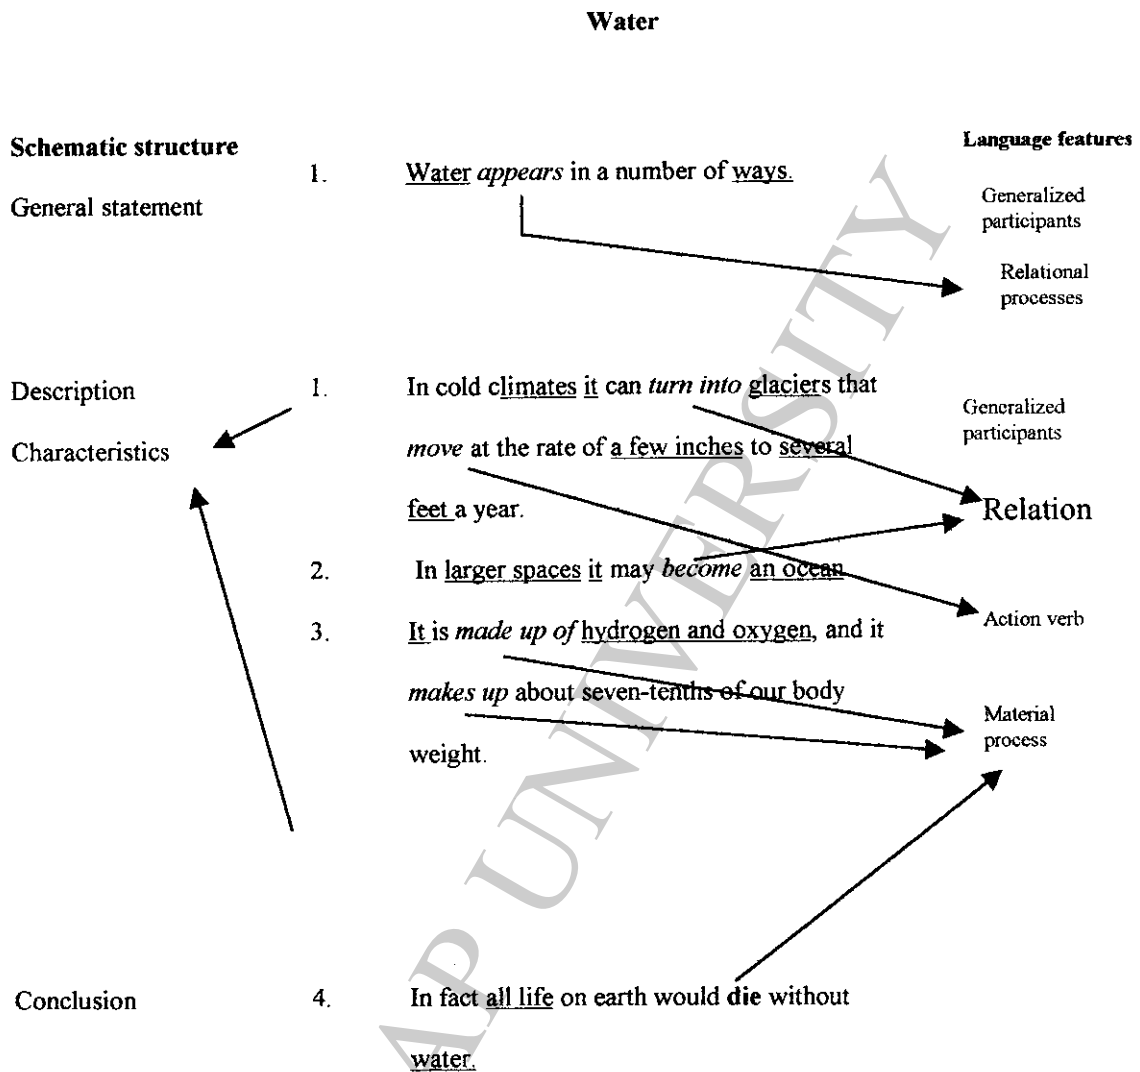 Water
Schematic structure
Language features
1. Water appears in a number of ways.
General statement
Generalized
participants
Relational
processes
Description
1. In cold climates it can turn into glaciers that
Generalized
participants
Characteristics
move at the rate of a few inches to several
feet a year.
Relation
2. In larger spaces it may become an ocean
3. It is made up of hydrogen and oxygen, and it
Action verb
makes up about seven-tenths of our body
Material
process
weight.
Conclusion
4. In fact all life on earth would die without
water.
AP UNIVERSITY